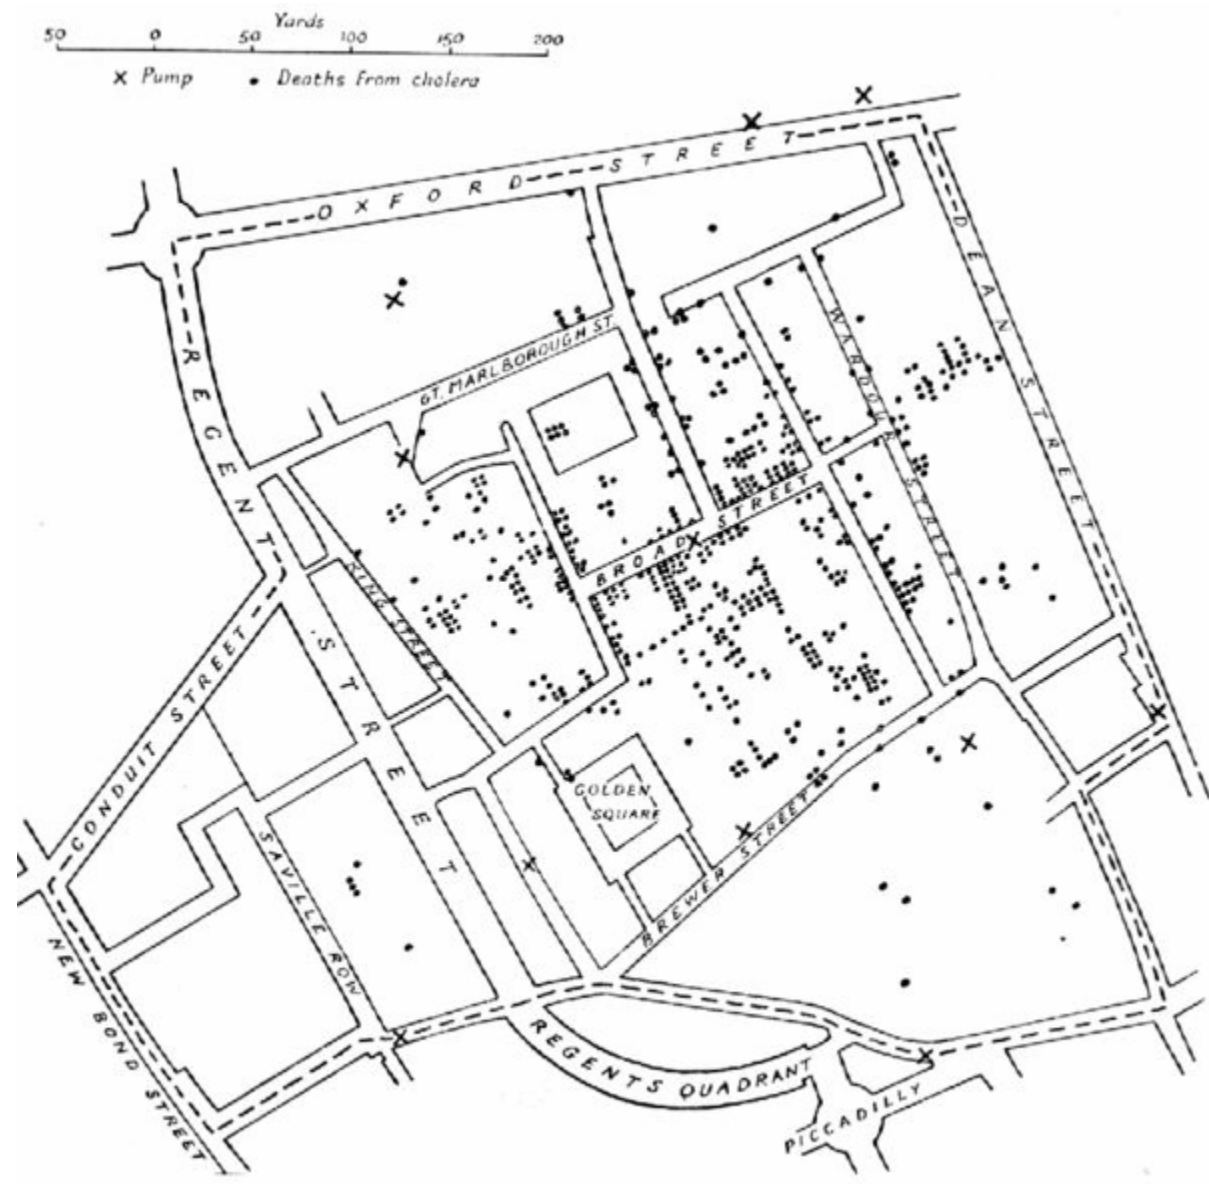 Yards
50 0 50 100 150 200
× Pump • Deaths from cholera
OXFORD STREET
DEAN STREET
REGENT STREET
GT. MARLBOROUGH ST.
WARDOUR STREET
BROAD STREET
KING STREET
CONDUIT STREET
GOLDEN
SQUARE
SAVILLE ROW
BREWER STREET
NEW BOND STREET
REGENTS QUADRANT
PICCADILLY